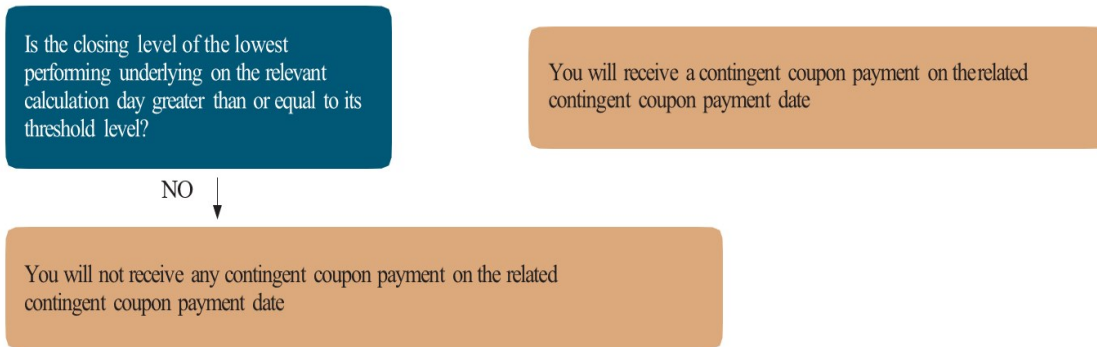 Is the closing level of the lowest
performing underlying on the relevant
calculation day greater than or equal to its
threshold level?
You will receive a contingent coupon payment on therelated
contingent coupon payment date
NO
You will not receive any contingent coupon payment on the related
contingent coupon payment date